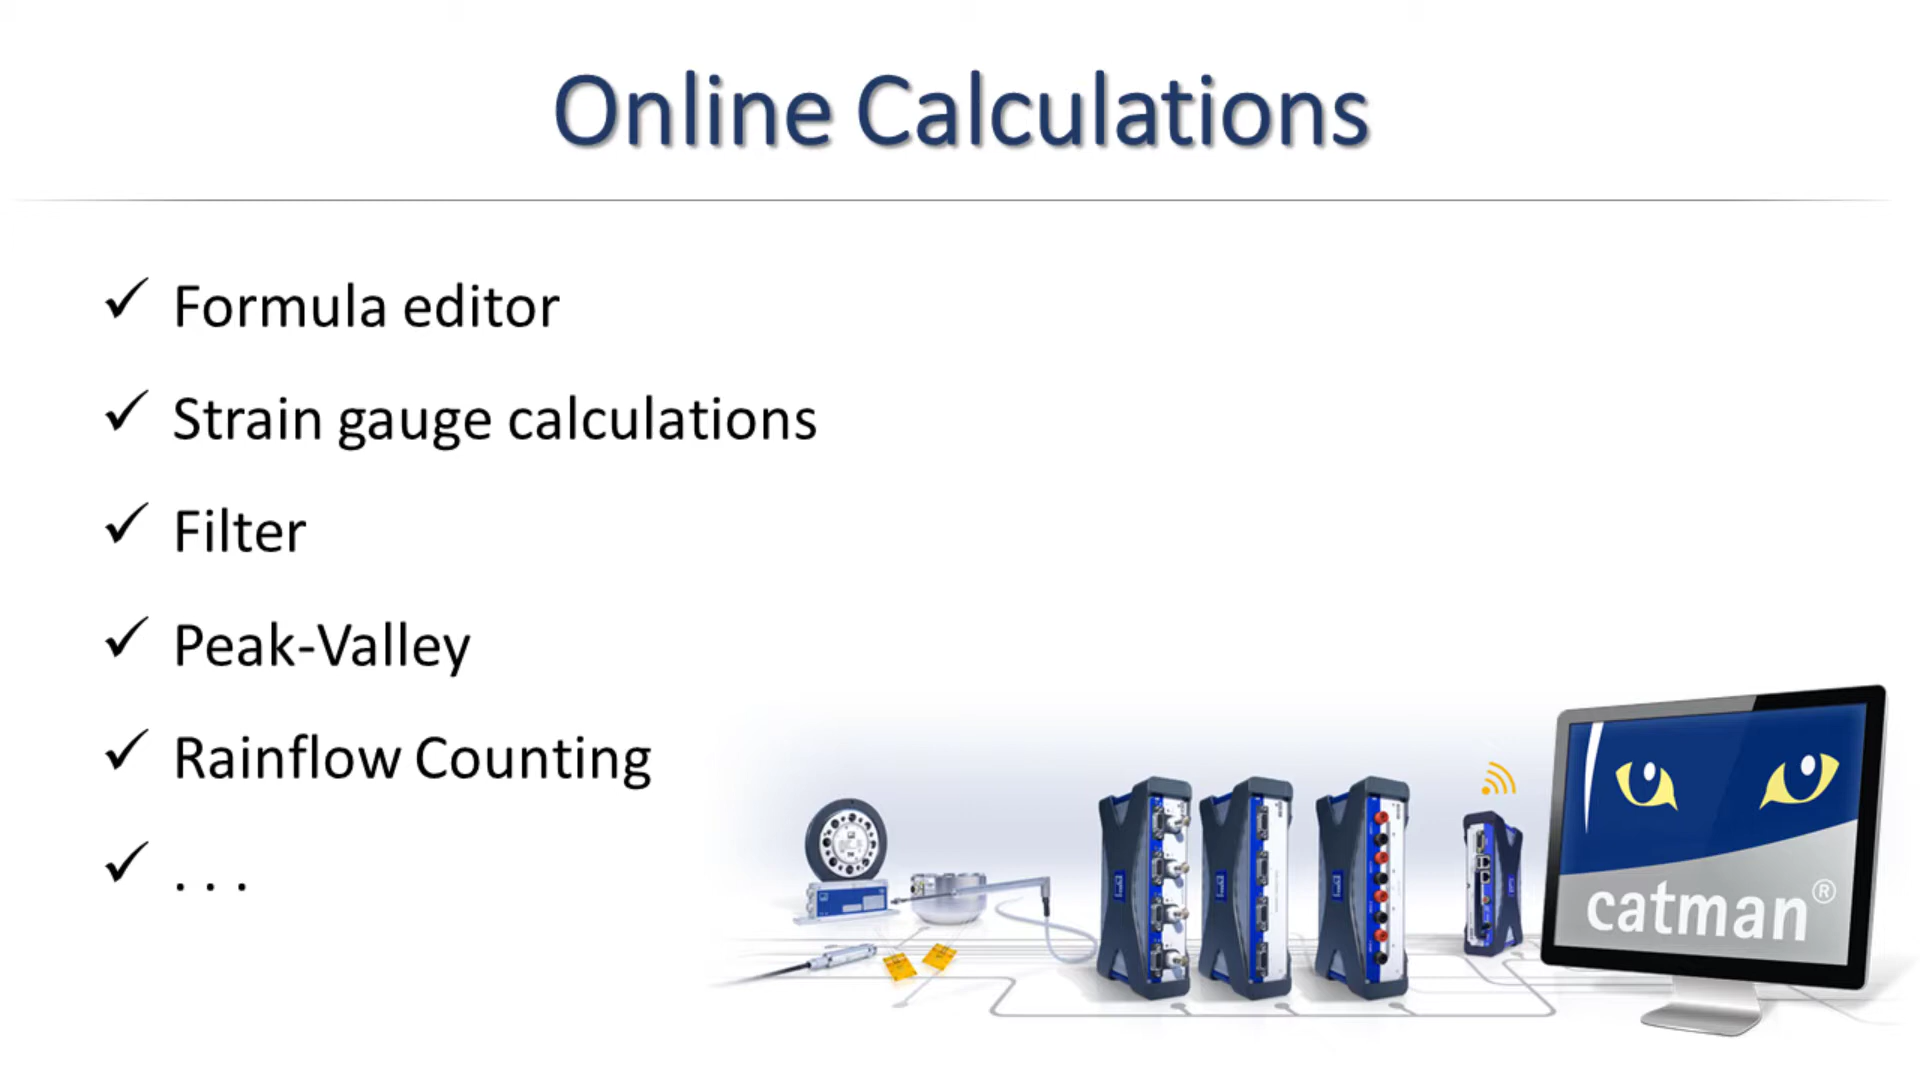 Online Calculations
✓ Formula editor
✓ Strain gauge calculations
✓ Filter
✓ Peak-Valley
✓ Rainflow Counting
✓ . . .
catman®